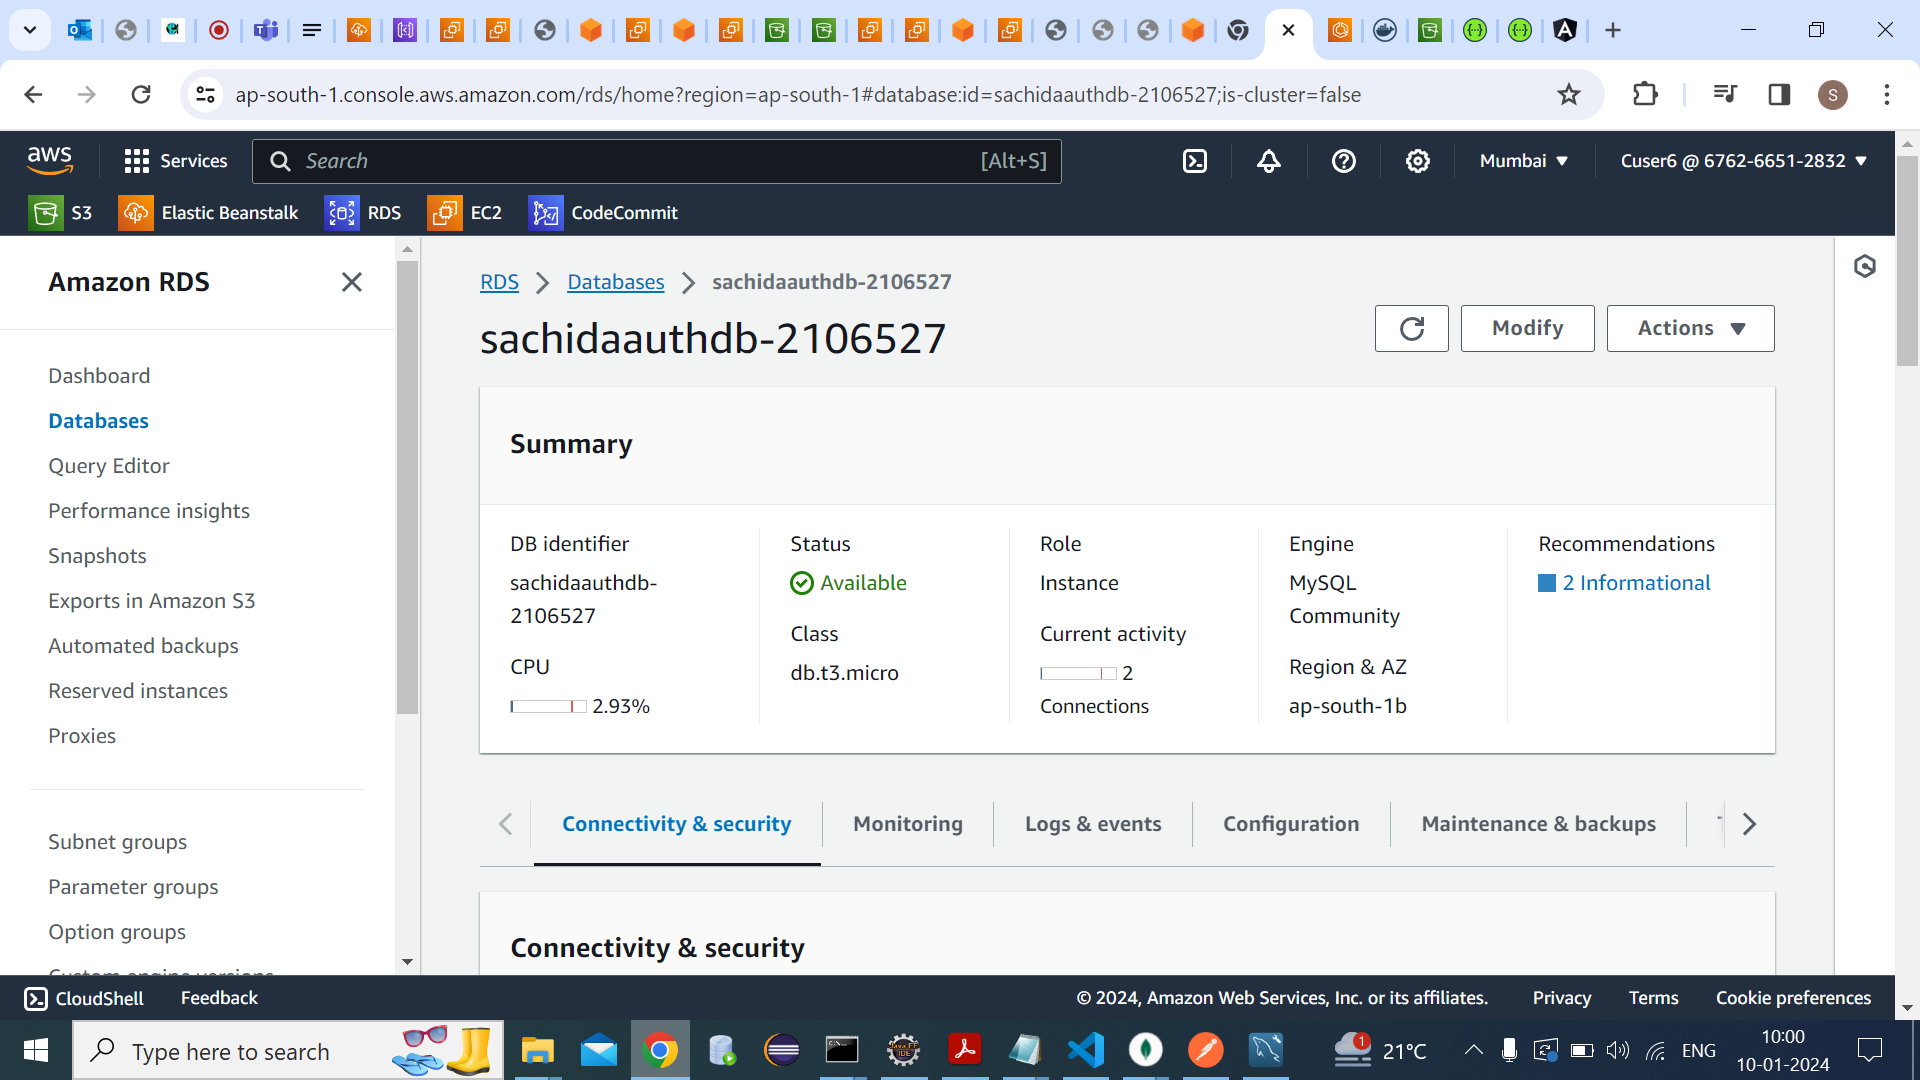 ap-south-1.console.aws.amazon.com/rds/home?region=ap-south-1#database:id=sachidaauthdb-2106527;is-cluster=false
S
aws
Services
Search
[Alt+S]
Mumbai
Cuser6 @ 6762-6651-2832
S3
Elastic Beanstalk
RDS
EC2
CodeCommit
Amazon RDS
Dashboard
Databases
Query Editor
Performance insights
Snapshots
Exports in Amazon S3
Automated backups
Reserved instances
Proxies
Subnet groups
Parameter groups
Option groups
Custom engine versions
RDS
Databases
sachidaauthdb-2106527
sachidaauthdb-2106527
Modify
Actions
Summary
DB identifier
sachidaauthdb-
2106527
CPU
2.93%
Status
Available
Class
db.t3.micro
Role
Instance
Current activity
2
Connections
Engine
MySQL
Community
Region & AZ
ap-south-1b
Recommendations
2 Informational
Connectivity & security
Monitoring
Logs & events
Configuration
Maintenance & backups
Connectivity & security
CloudShell
Feedback
© 2024, Amazon Web Services, Inc. or its affiliates.
Privacy
Terms
Cookie preferences
Type here to search
1
21°C
ENG
10:00
10-01-2024